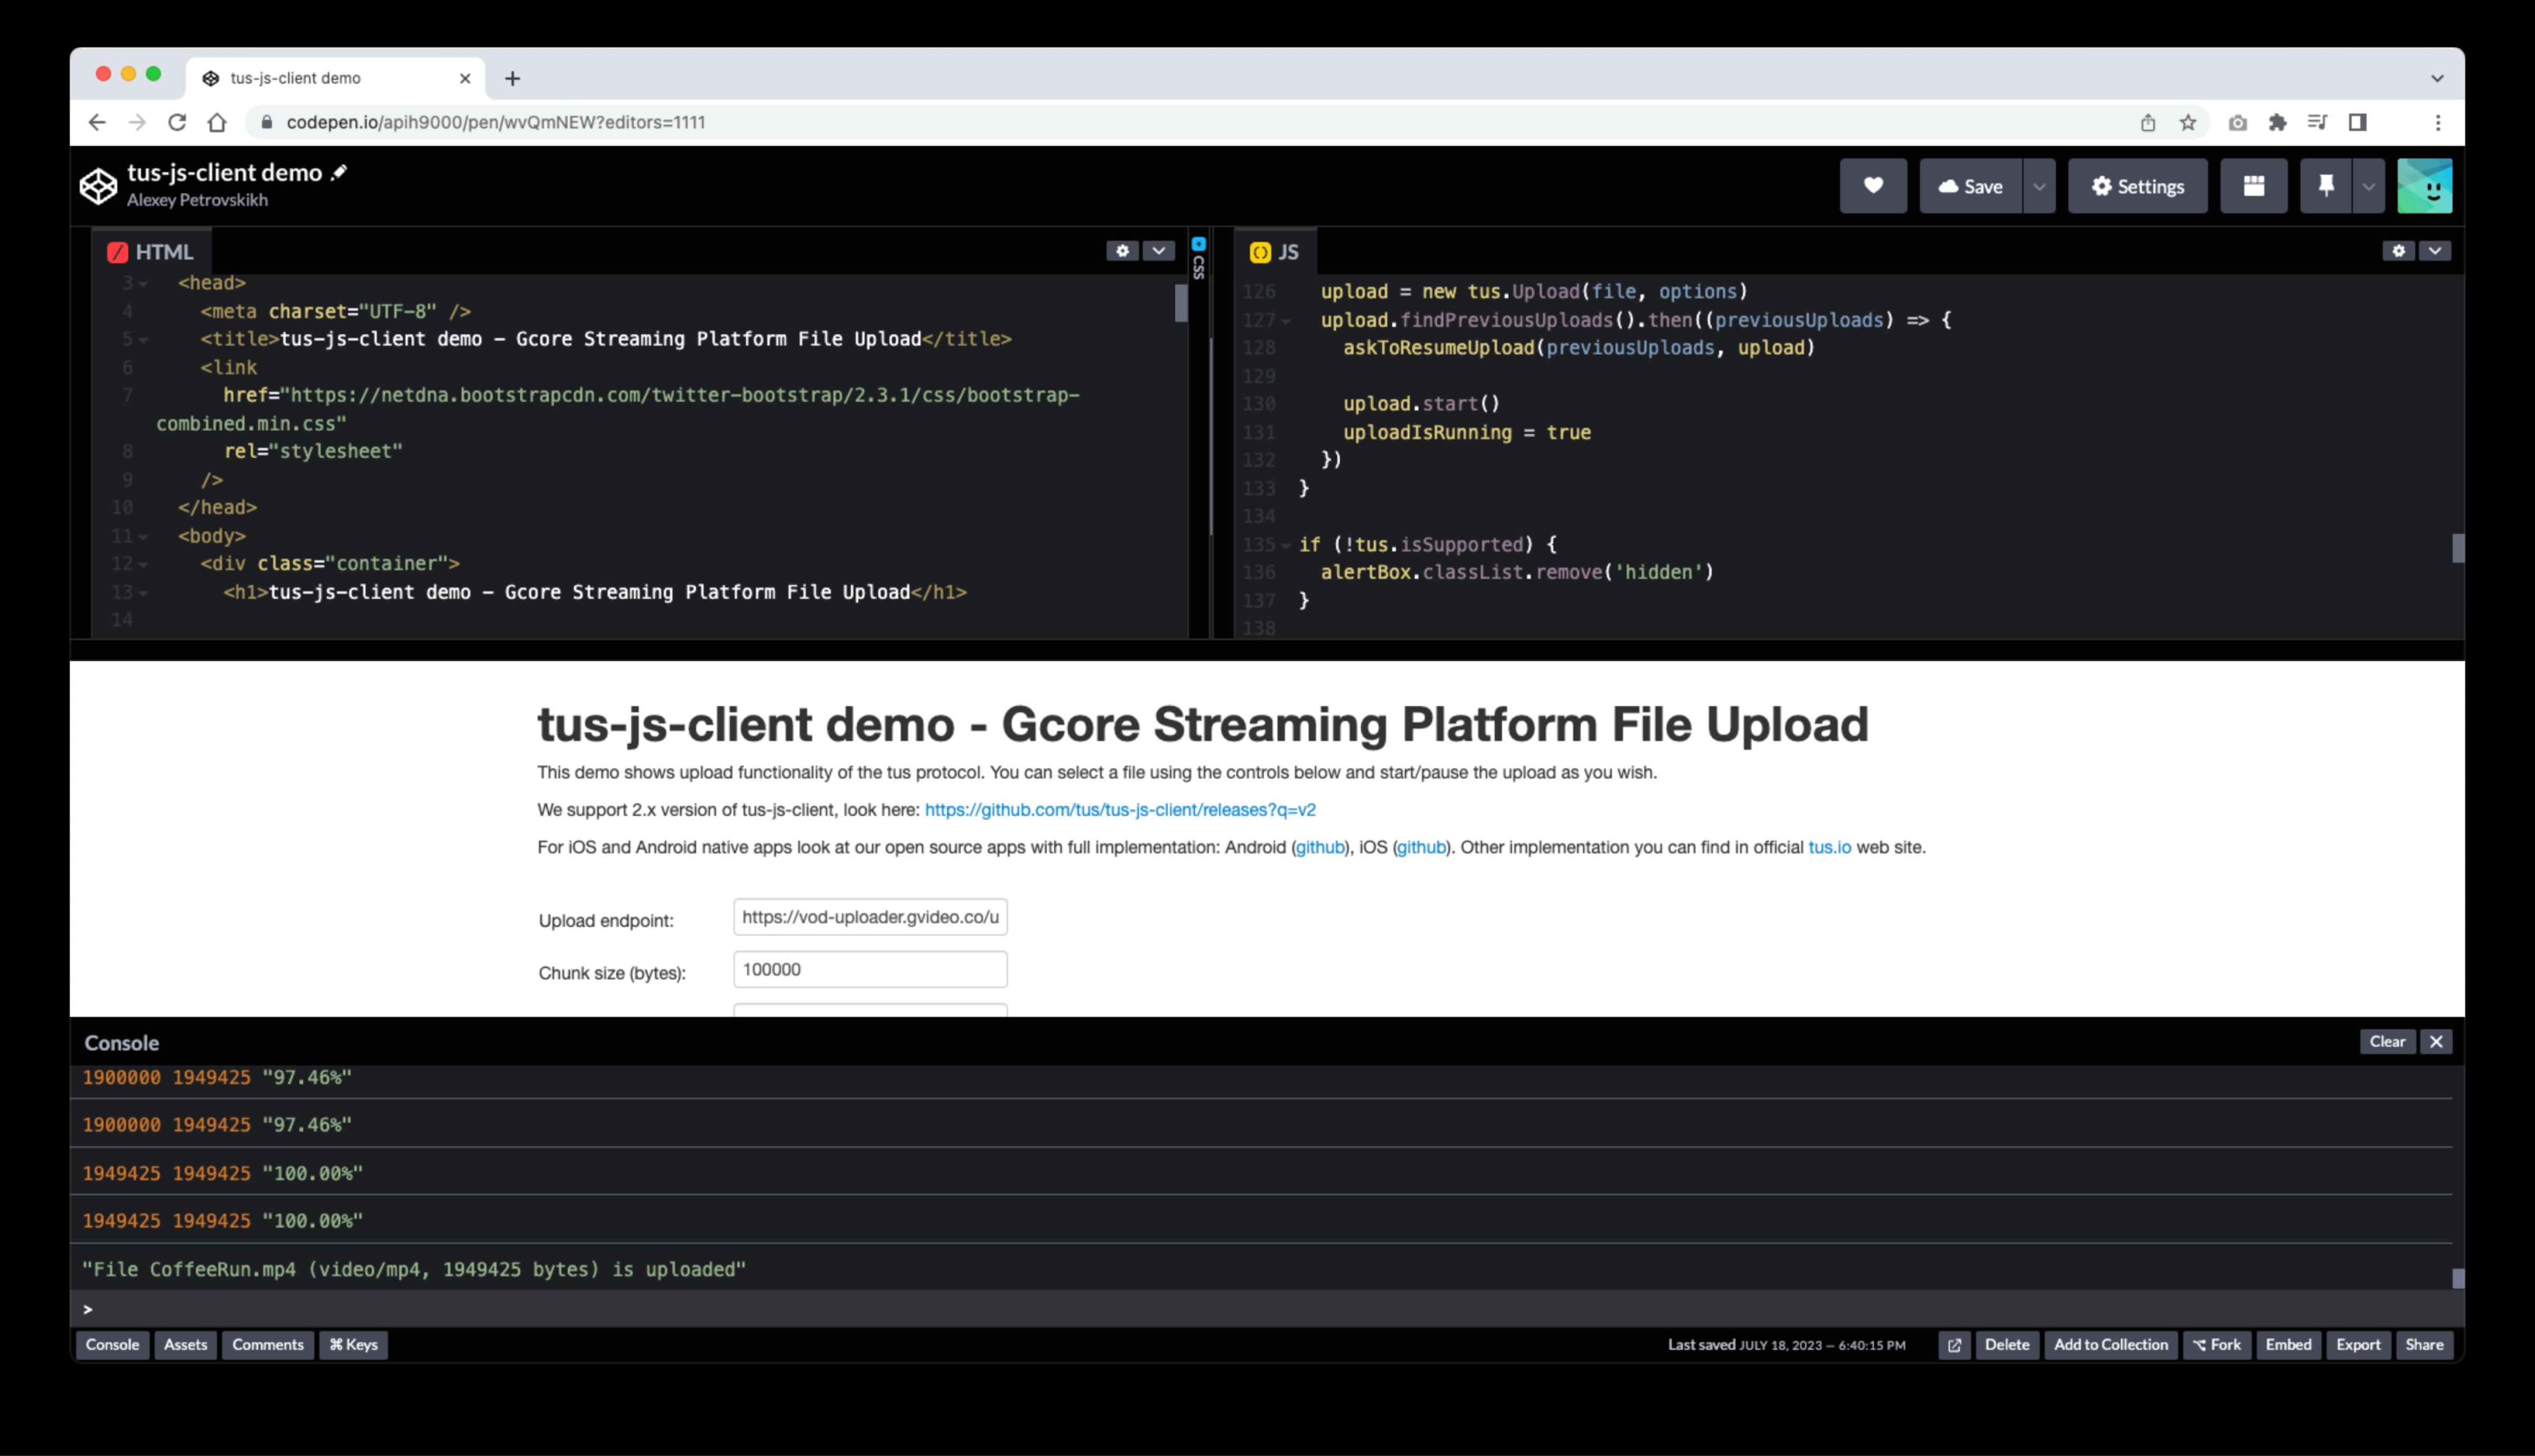 tus-js-client demo
codepen.io/apih9000/pen/wvQmNEW?editors=1111
tus-js-client demo
Alexey Petrovskikh
Save
Settings
HTML
3 <head>
4 <meta charset="UTF-8" />
5 <title>tus-js-client demo - Gcore Streaming Platform File Upload</title>
6 <link
7 href="https://netdna.bootstrapcdn.com/twitter-bootstrap/2.3.1/css/bootstrap-
combined.min.css"
8 rel="stylesheet"
9 />
10 </head>
11 <body>
12 <div class="container">
13 <h1>tus-js-client demo - Gcore Streaming Platform File Upload</h1>
14
CSS
JS
126 upload = new tus.Upload(file, options)
127 upload.findPreviousUploads().then((previousUploads) => {
128 askToResumeUpload(previousUploads, upload)
129
130 upload.start()
131 uploadIsRunning = true
132 })
133 }
134
135 if (!tus.isSupported) {
136 alertBox.classList.remove('hidden')
137 }
138
tus-js-client demo - Gcore Streaming Platform File Upload
This demo shows upload functionality of the tus protocol. You can select a file using the controls below and start/pause the upload as you wish.
We support 2.x version of tus-js-client, look here: https://github.com/tus/tus-js-client/releases?q=v2
For iOS and Android native apps look at our open source apps with full implementation: Android (github), iOS (github). Other implementation you can find in official tus.io web site.
Upload endpoint: https://vod-uploader.gvideo.co/u
Chunk size (bytes): 100000
Console
Clear
1900000 1949425 "97.46%"
1900000 1949425 "97.46%"
1949425 1949425 "100.00%"
1949425 1949425 "100.00%"
"File CoffeeRun.mp4 (video/mp4, 1949425 bytes) is uploaded"
>
Console Assets Comments ⌘ Keys
Last saved JULY 18, 2023 — 6:40:15 PM
Delete Add to Collection Fork Embed Export Share